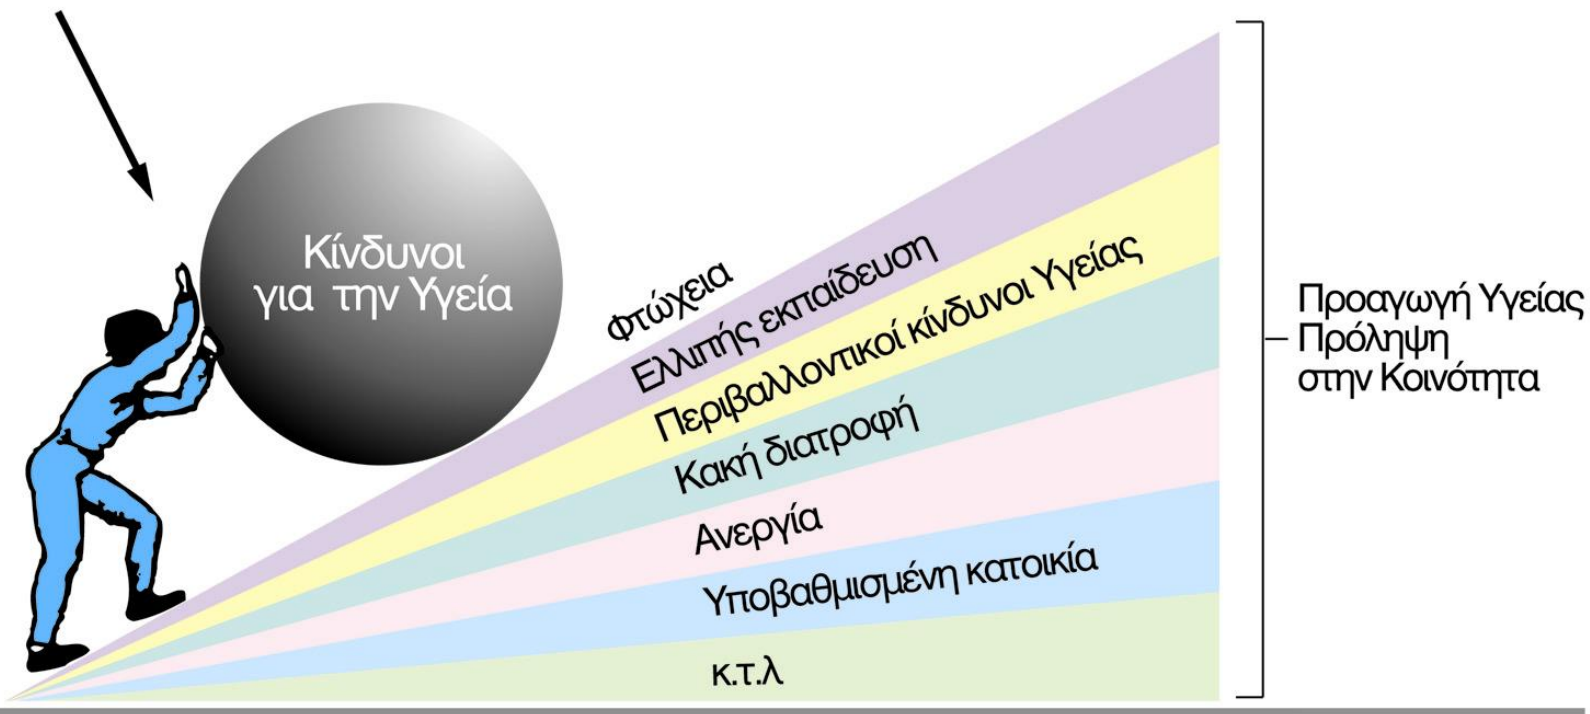 Κίνδυνοι
για την Υγεία
Φτώχεια
Ελλιπής εκπαίδευση
Περιβαλλοντικοί κίνδυνοι Υγείας
Κακή διατροφή
Ανεργία
Υποβαθμισμένη κατοικία
κ.τ.λ
Προαγωγή Υγείας
Πρόληψη
στην Κοινότητα